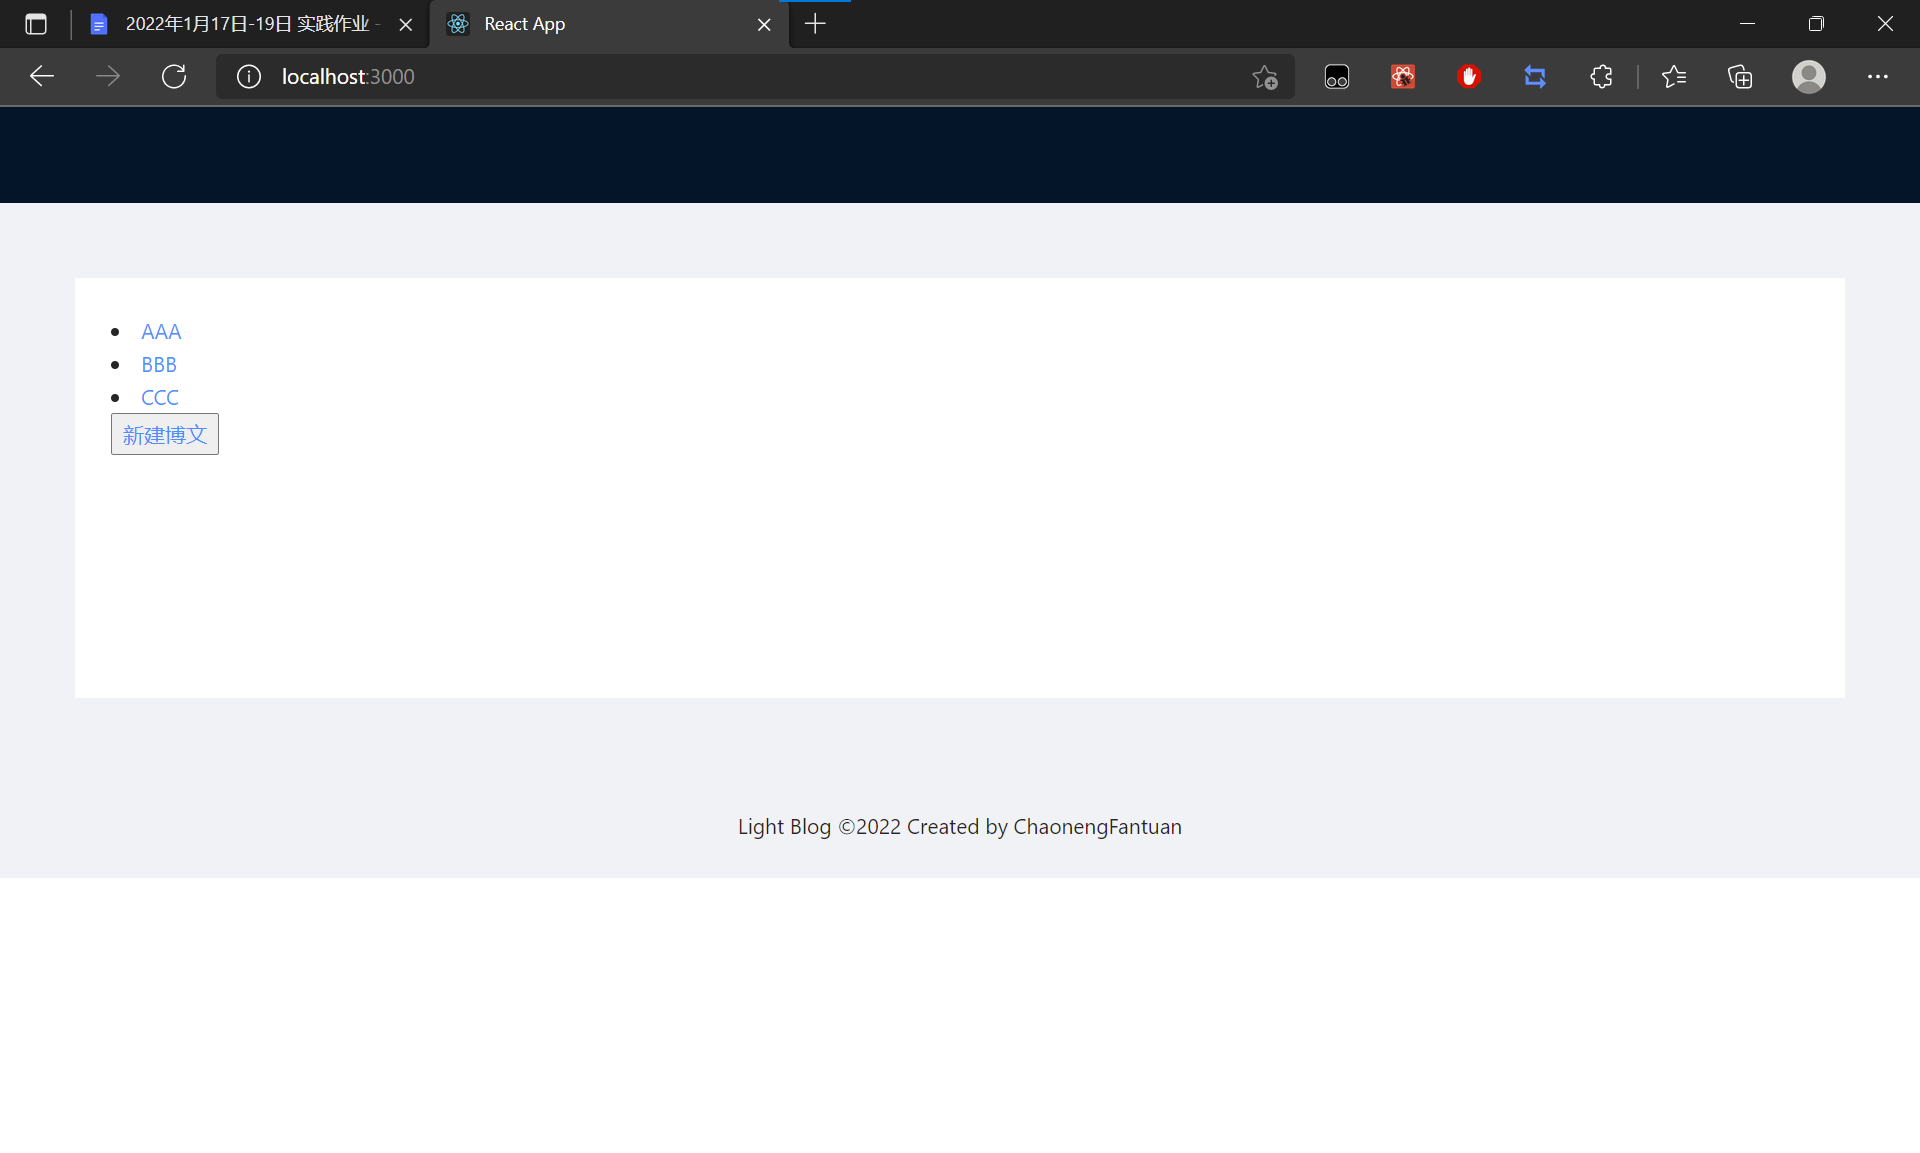 2022年1月17日-19日 实践作业 -
React App
localhost:3000
AAA
BBB
CCC
新建博文
Light Blog ©2022 Created by ChaonengFantuan